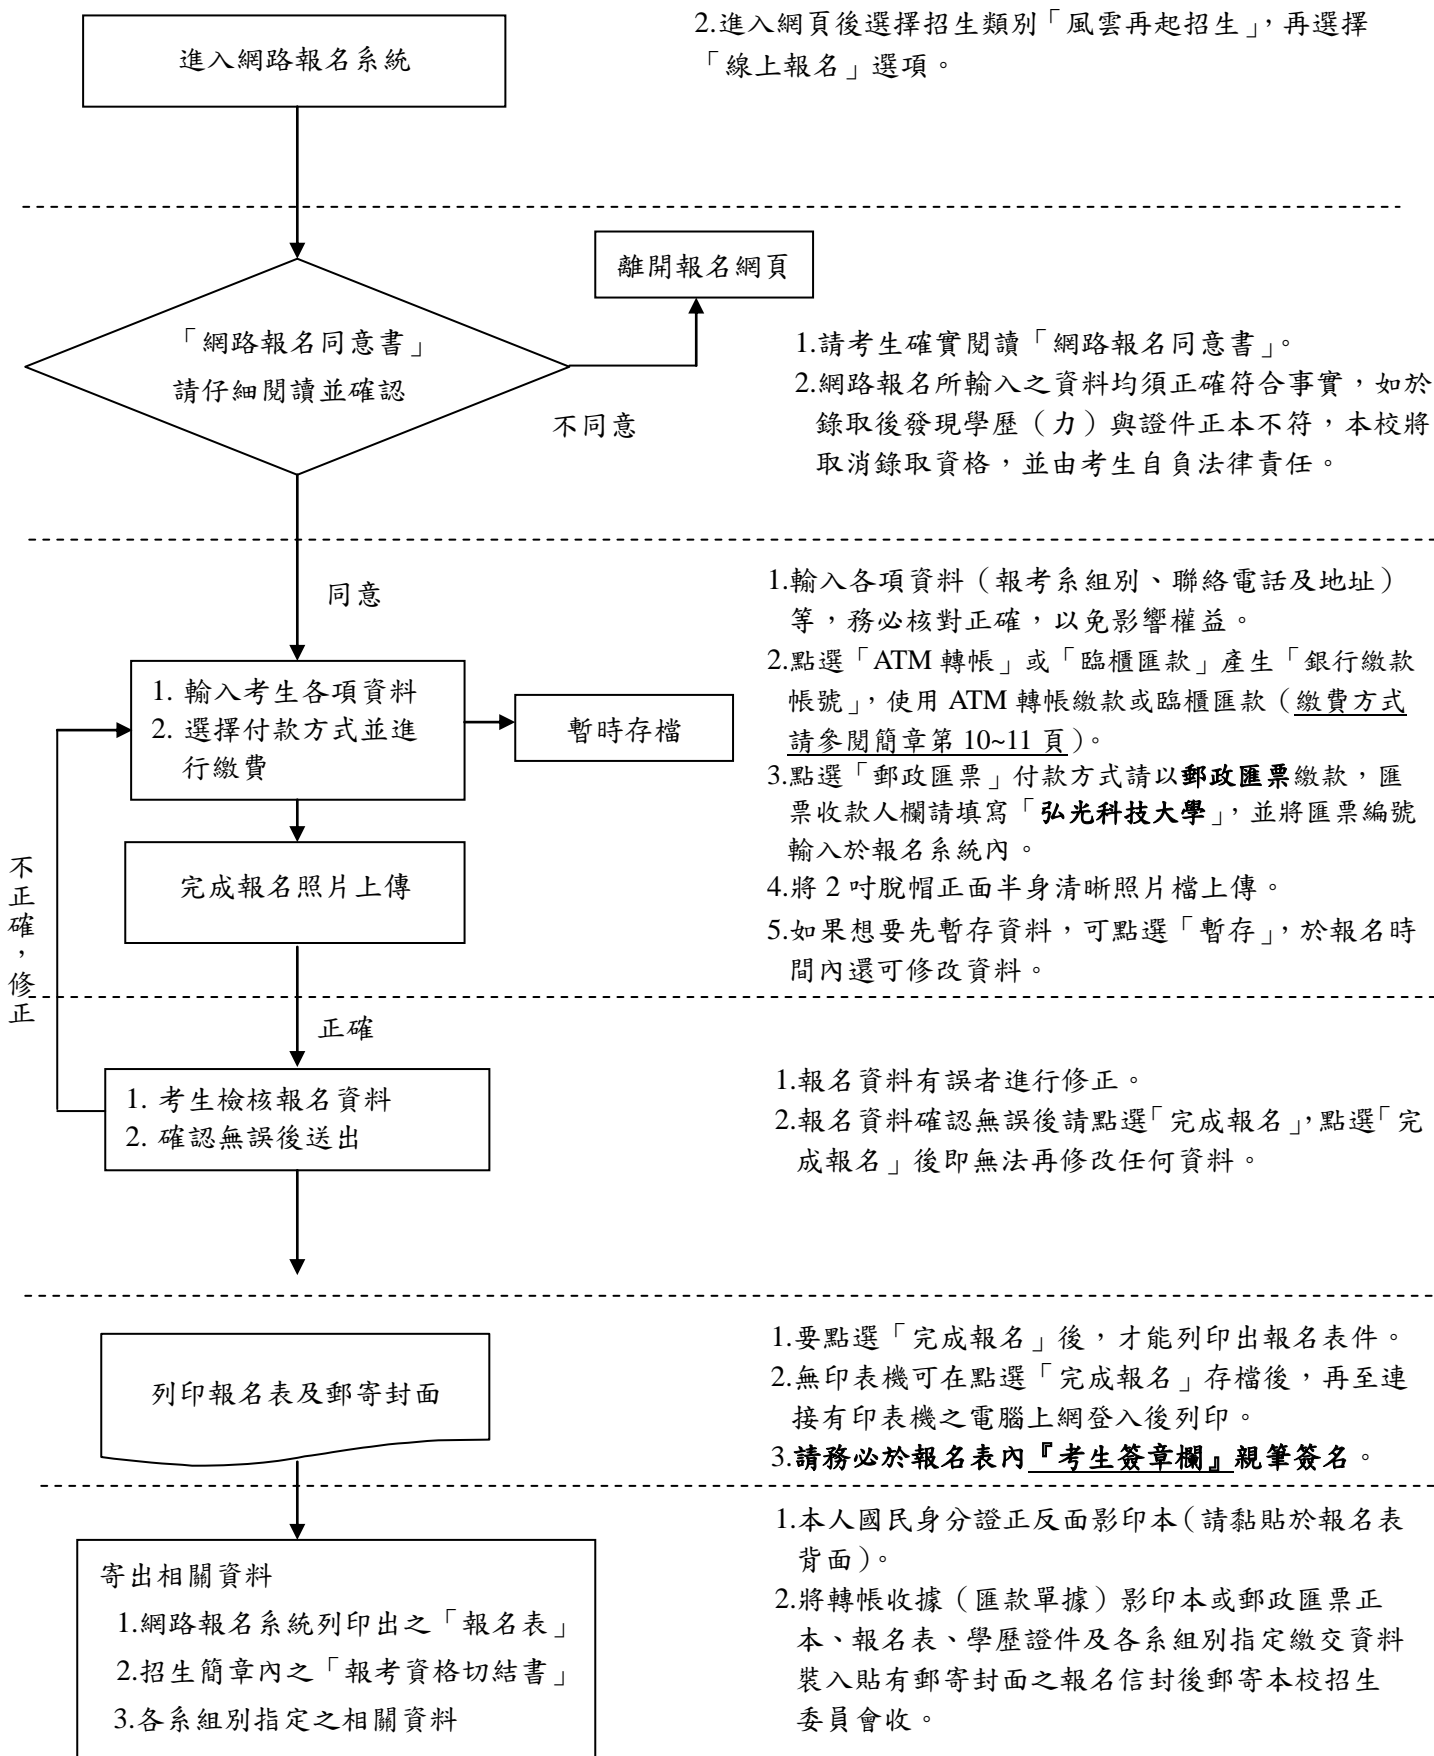 進入網路報名系統
2.進入網頁後選擇招生類別「風雲再起招生」，再選擇
「線上報名」選項。
離開報名網頁
「網路報名同意書」
請仔細閱讀並確認
不同意
1.請考生確實閱讀「網路報名同意書」。
2.網路報名所輸入之資料均須正確符合事實，如於
錄取後發現學歷（力）與證件正本不符，本校將
取消錄取資格，並由考生自負法律責任。
同意
1. 輸入考生各項資料
2. 選擇付款方式並進
行繳費
暫時存檔
完成報名照片上傳
不正確，修正
1.輸入各項資料（報考系組別、聯絡電話及地址）
等，務必核對正確，以免影響權益。
2.點選「ATM 轉帳」或「臨櫃匯款」產生「銀行繳款
帳號」，使用 ATM 轉帳繳款或臨櫃匯款（繳費方式
請參閱簡章第 10~11 頁）。
3.點選「郵政匯票」付款方式請以郵政匯票繳款，匯
票收款人欄請填寫「弘光科技大學」，並將匯票編號
輸入於報名系統內。
4.將 2 吋脫帽正面半身清晰照片檔上傳。
5.如果想要先暫存資料，可點選「暫存」，於報名時
間內還可修改資料。
正確
1. 考生檢核報名資料
2. 確認無誤後送出
1.報名資料有誤者進行修正。
2.報名資料確認無誤後請點選「完成報名」，點選「完
成報名」後即無法再修改任何資料。
列印報名表及郵寄封面
1.要點選「完成報名」後，才能列印出報名表件。
2.無印表機可在點選「完成報名」存檔後，再至連
接有印表機之電腦上網登入後列印。
3.請務必於報名表內『考生簽章欄』親筆簽名。
寄出相關資料
1.網路報名系統列印出之「報名表」
2.招生簡章內之「報考資格切結書」
3.各系組別指定之相關資料
1.本人國民身分證正反面影印本（請黏貼於報名表
背面）。
2.將轉帳收據（匯款單據）影印本或郵政匯票正
本、報名表、學歷證件及各系組別指定繳交資料
裝入貼有郵寄封面之報名信封後郵寄本校招生
委員會收。